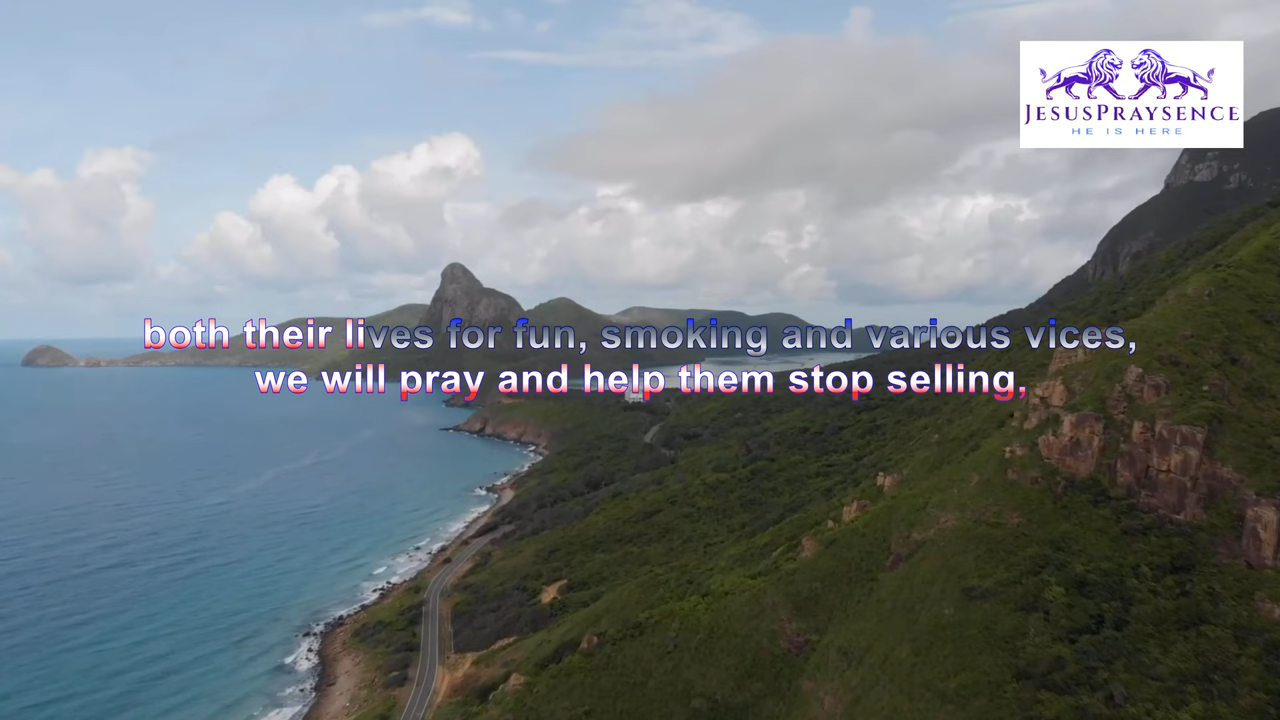 JESUSPRAYSENCE
HE IS HERE
both their lives for fun, smoking and various vices,
we will pray and help them stop selling,